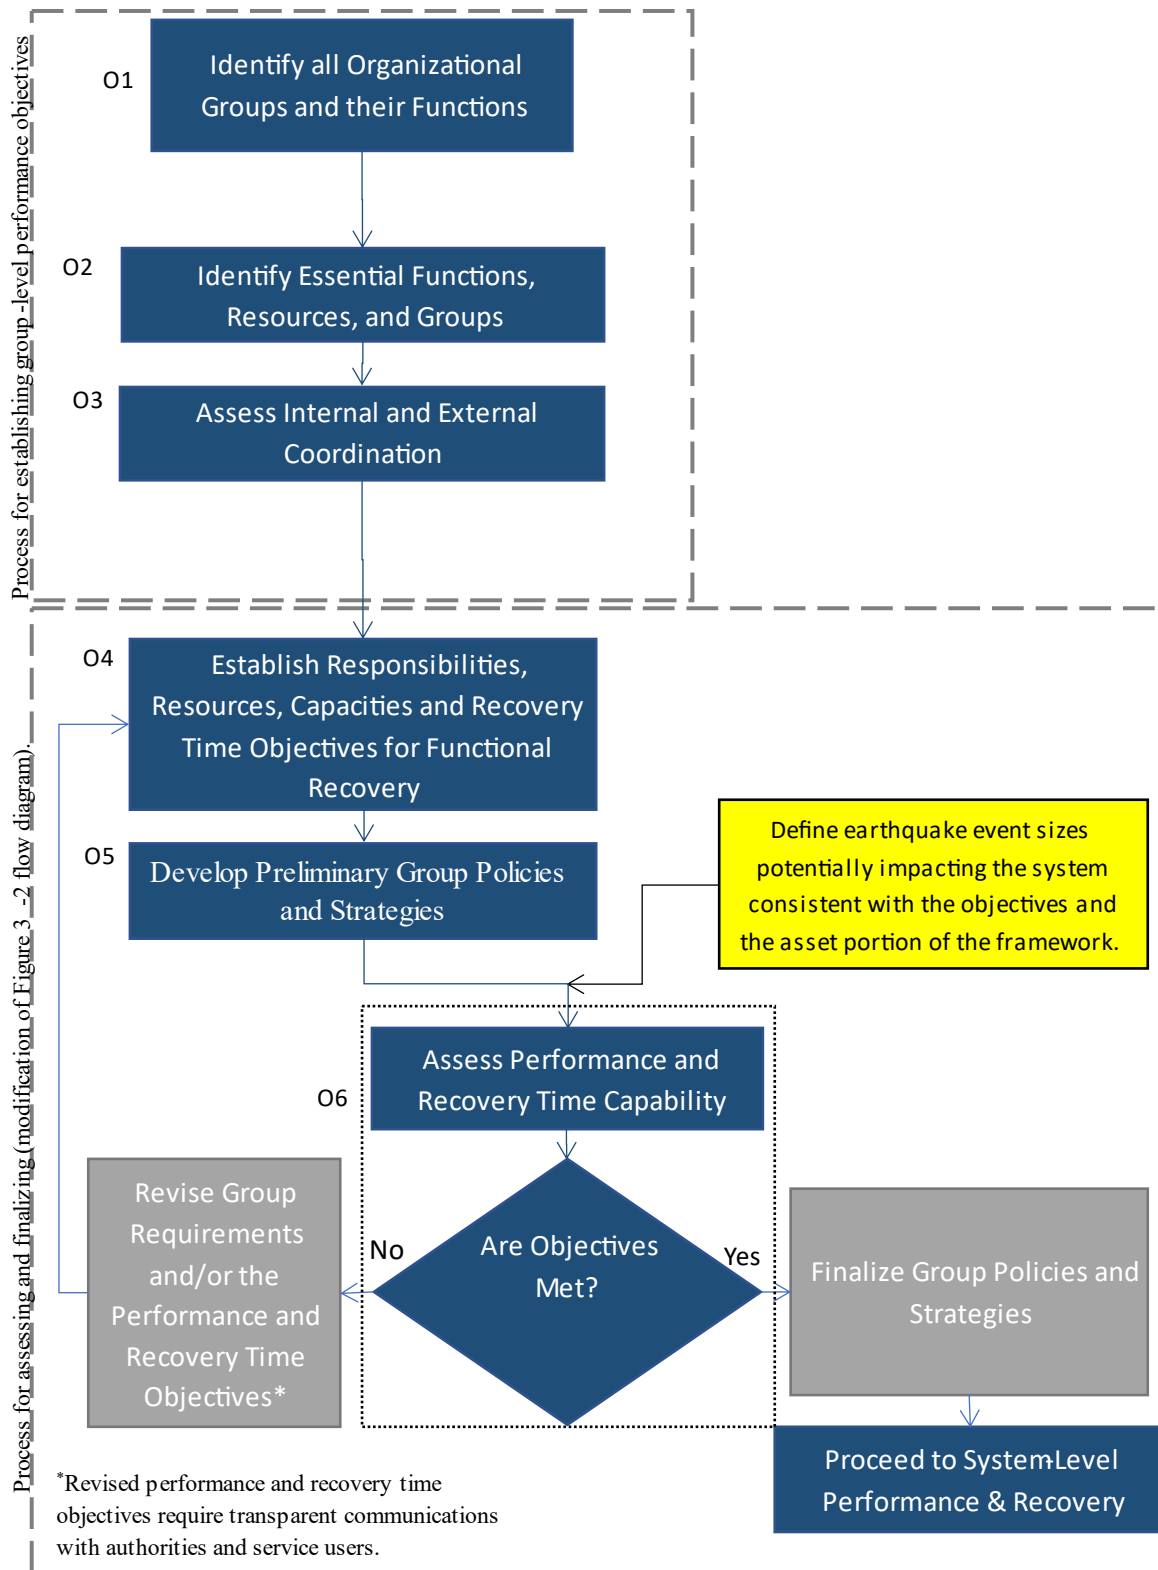 Process for establishing group-level performance objectives
O1
Identify all Organizational
Groups and their Functions
O2
Identify Essential Functions,
Resources, and Groups
O3
Assess Internal and External
Coordination
Process for assessing and finalizing (modification of Figure 3 -2 flow diagram).
O4
Establish Responsibilities,
Resources, Capacities and Recovery
Time Objectives for Functional
Recovery
O5
Develop Preliminary Group Policies
and Strategies
Define earthquake event sizes
potentially impacting the system
consistent with the objectives and
the asset portion of the framework.
O6
Assess Performance and
Recovery Time Capability
Are Objectives
Met?
No
Yes
Revise Group
Requirements
and/or the
Performance and
Recovery Time
Objectives*
Finalize Group Policies and
Strategies
Proceed to System-Level
Performance & Recovery
*Revised performance and recovery time
objectives require transparent communications
with authorities and service users.